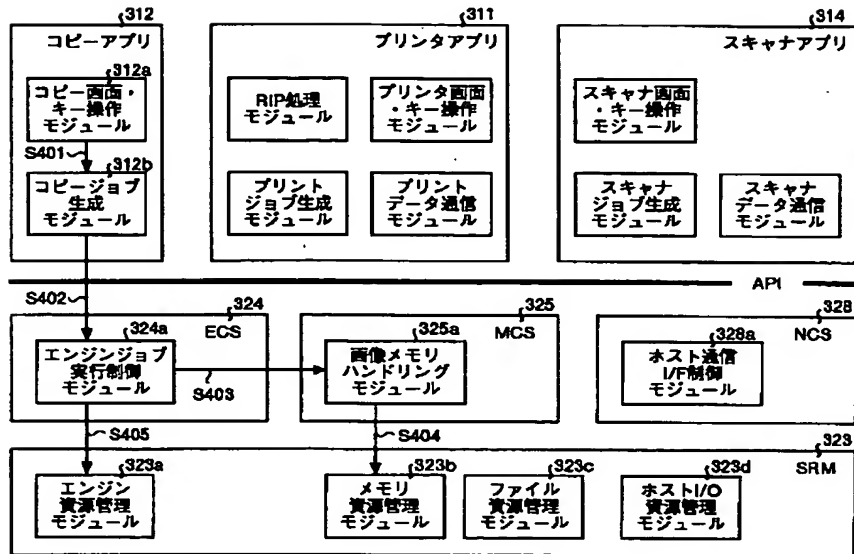 312
コピーアプリ
312a
コピー画面・
キー操作
モジュール
S401
312b
コピージョブ
生成
モジュール
311
プリンタアプリ
RIP処理
モジュール
プリンタ画面
・キー操作
モジュール
プリント
ジョブ生成
モジュール
プリント
データ通信
モジュール
314
スキャナアプリ
スキャナ画面
・キー操作
モジュール
スキャナ
ジョブ生成
モジュール
スキャナ
データ通信
モジュール
API
S402
324
ECS
324a
エンジンジョブ
実行制御
モジュール
S403
325
MCS
325a
画像メモリ
ハンドリング
モジュール
328
NCS
328a
ホスト通信
I/F制御
モジュール
S405
S404
323
SRM
323a
エンジン
資源管理
モジュール
323b
メモリ
資源管理
モジュール
323c
ファイル
資源管理
モジュール
323d
ホストI/O
資源管理
モジュール